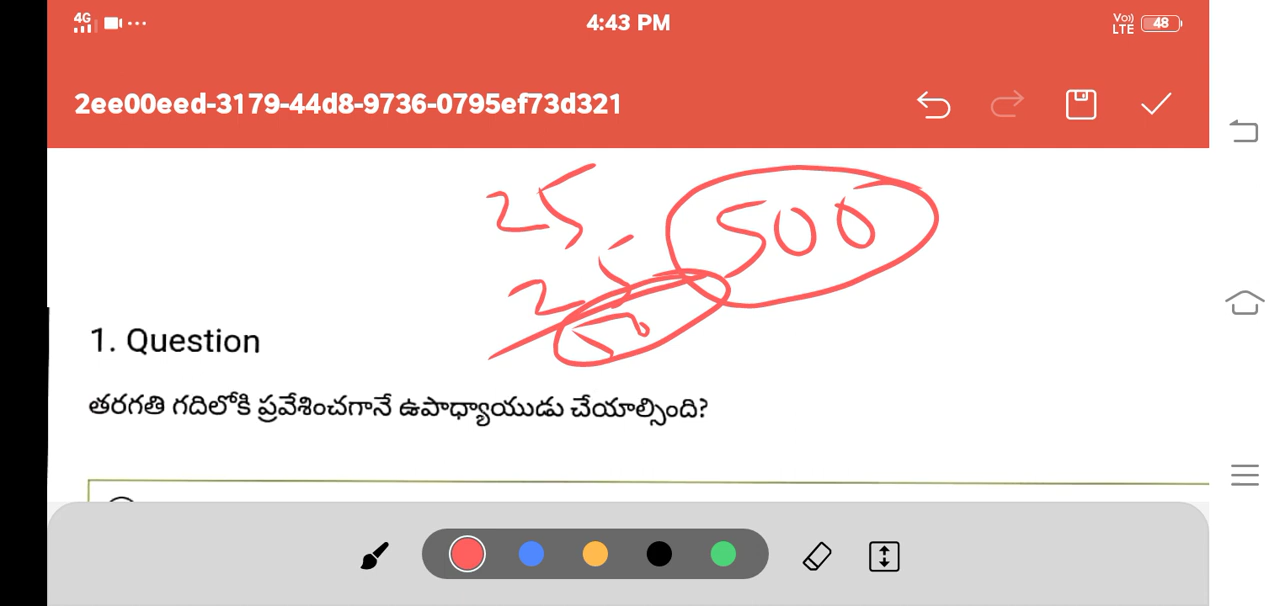 4G ... 4:43 PM Vo)) LTE 48
2ee00eed-3179-44d8-9736-0795ef73d321
25 500
25
50
1. Question
తరగతి గదిలోకి ప్రవేశించగానే ఉపాధ్యాయుడు చేయాల్సింది?